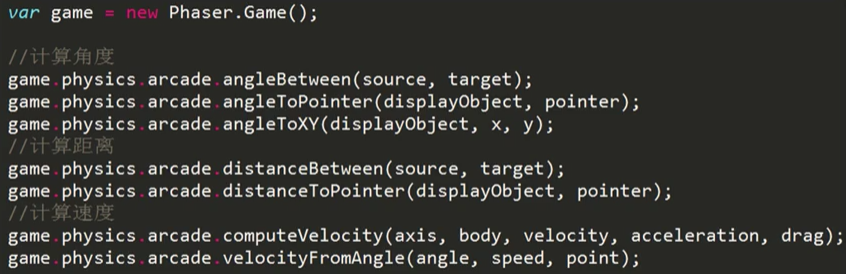 var game = new Phaser.Game();
//计算角度
game.physics.arcade.angleBetween(source, target);
game.physics.arcade.angleToPointer(displayObject, pointer);
game.physics.arcade.angleToXY(displayObject, x, y);
//计算距离
game.physics.arcade.distanceBetween(source, target);
game.physics.arcade.distanceToPointer(displayObject, pointer);
//计算速度
game.physics.arcade.computeVelocity(axis, body, velocity, acceleration, drag);
game.physics.arcade.velocityFromAngle(angle, speed, point);